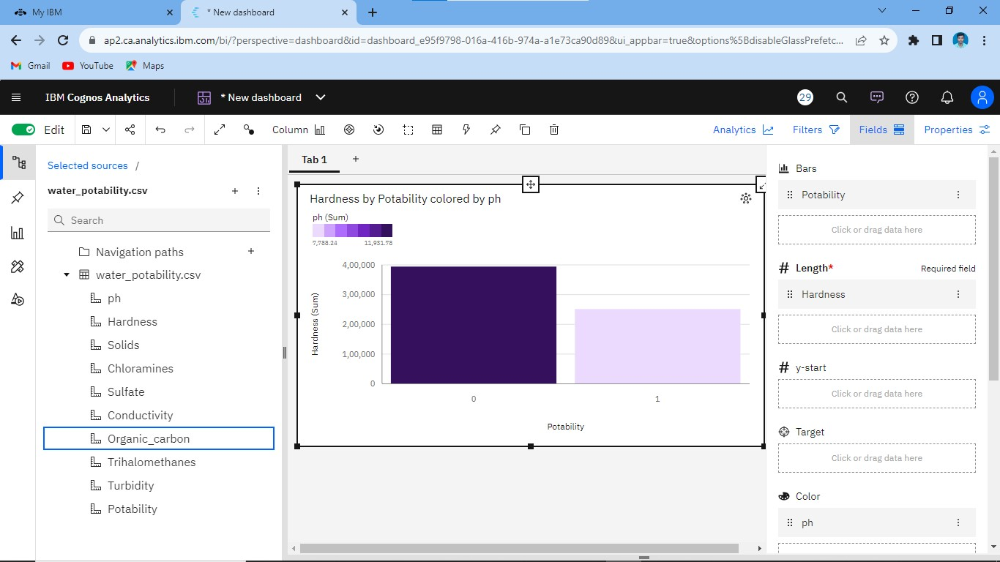 My IBM
* New dashboard
ap2.ca.analytics.ibm.com/bi/?perspective=dashboard&id=dashboard_e95f9798-016a-416b-974a-a1e73ca90d89&ui_appbar=true&options%5BdisableGlassPrefetc...
Gmail
YouTube
Maps
IBM Cognos Analytics
* New dashboard
29
Edit
Column
Analytics
Filters
Fields
Properties
Selected sources /
water_potability.csv
Search
Navigation paths
water_potability.csv
ph
Hardness
Solids
Chloramines
Sulfate
Conductivity
Organic_carbon
Trihalomethanes
Turbidity
Potability
Tab 1
Hardness by Potability colored by ph
ph (Sum)
7,788.24 11,931.78
Hardness (Sum)
4,00,000
3,00,000
2,00,000
1,00,000
0
0 1
Potability
Bars
Potability
Click or drag data here
# Length* Required field
Hardness
Click or drag data here
# y-start
Click or drag data here
Target
Click or drag data here
Color
ph